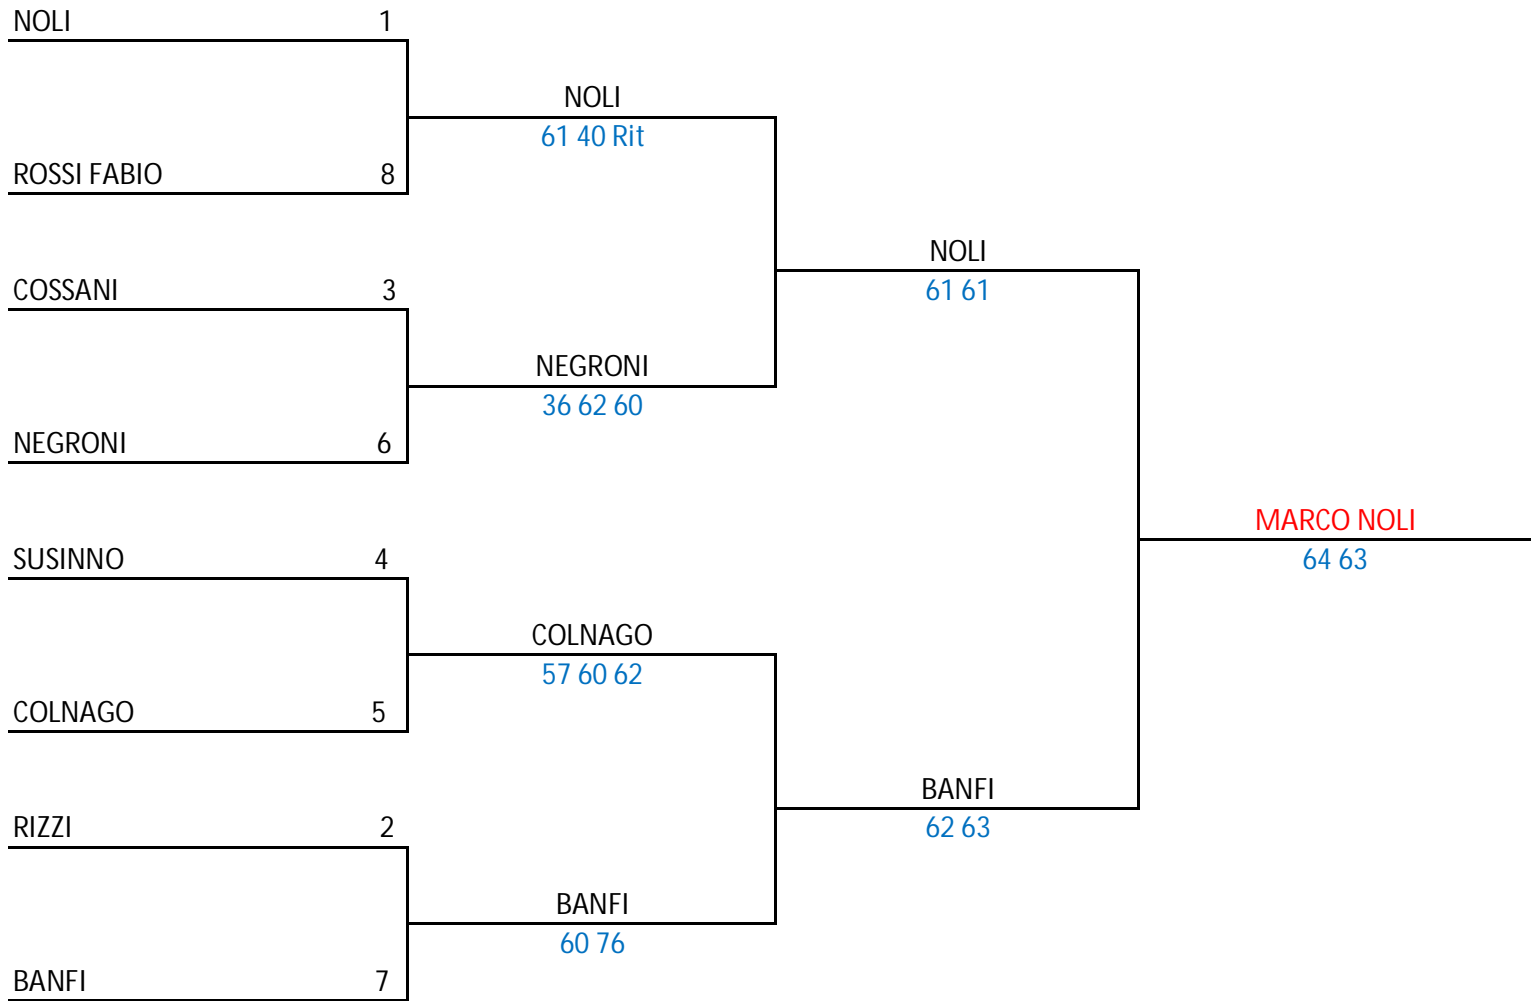 NOLI 1
NOLI
61 40 Rit
ROSSI FABIO 8
NOLI
61 61
COSSANI 3
NEGRONI
36 62 60
NEGRONI 6
MARCO NOLI
64 63
SUSINNO 4
COLNAGO
57 60 62
COLNAGO 5
BANFI
62 63
RIZZI 2
BANFI
60 76
BANFI 7